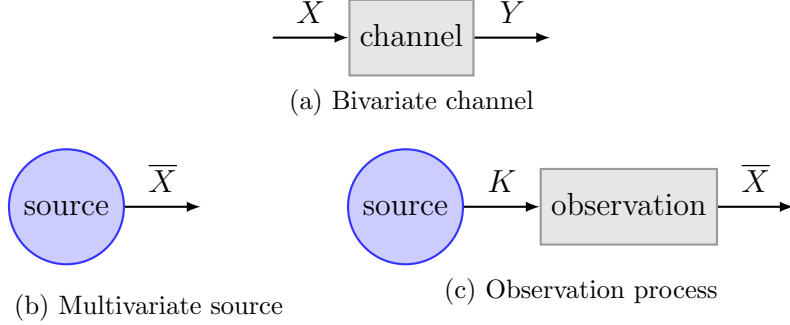 X
channel
Y
(a) Bivariate channel
source
X̅
(b) Multivariate source
source
K
observation
X̅
(c) Observation process